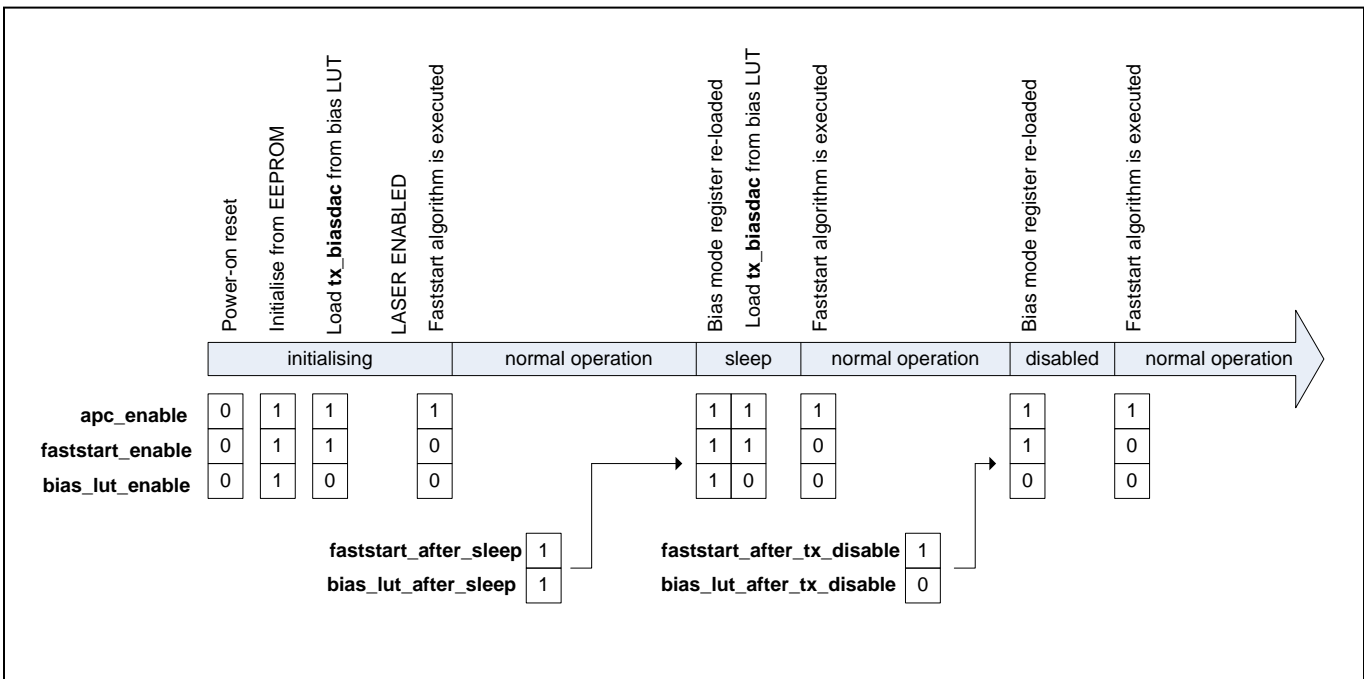 Power-on reset
Initialise from EEPROM
Load tx_biasdac from bias LUT
LASER ENABLED
Faststart algorithm is executed
Bias mode register re-loaded
Load tx_biasdac from bias LUT
Faststart algorithm is executed
Bias mode register re-loaded
Faststart algorithm is executed
initialising normal operation sleep normal operation disabled normal operation
apc_enable 0 1 1 1 1 1 1 1 1
faststart_enable 0 1 1 0 1 1 0 1 0
bias_lut_enable 0 1 0 0 1 0 0 0 0
faststart_after_sleep 1
bias_lut_after_sleep 1
faststart_after_tx_disable 1
bias_lut_after_tx_disable 0